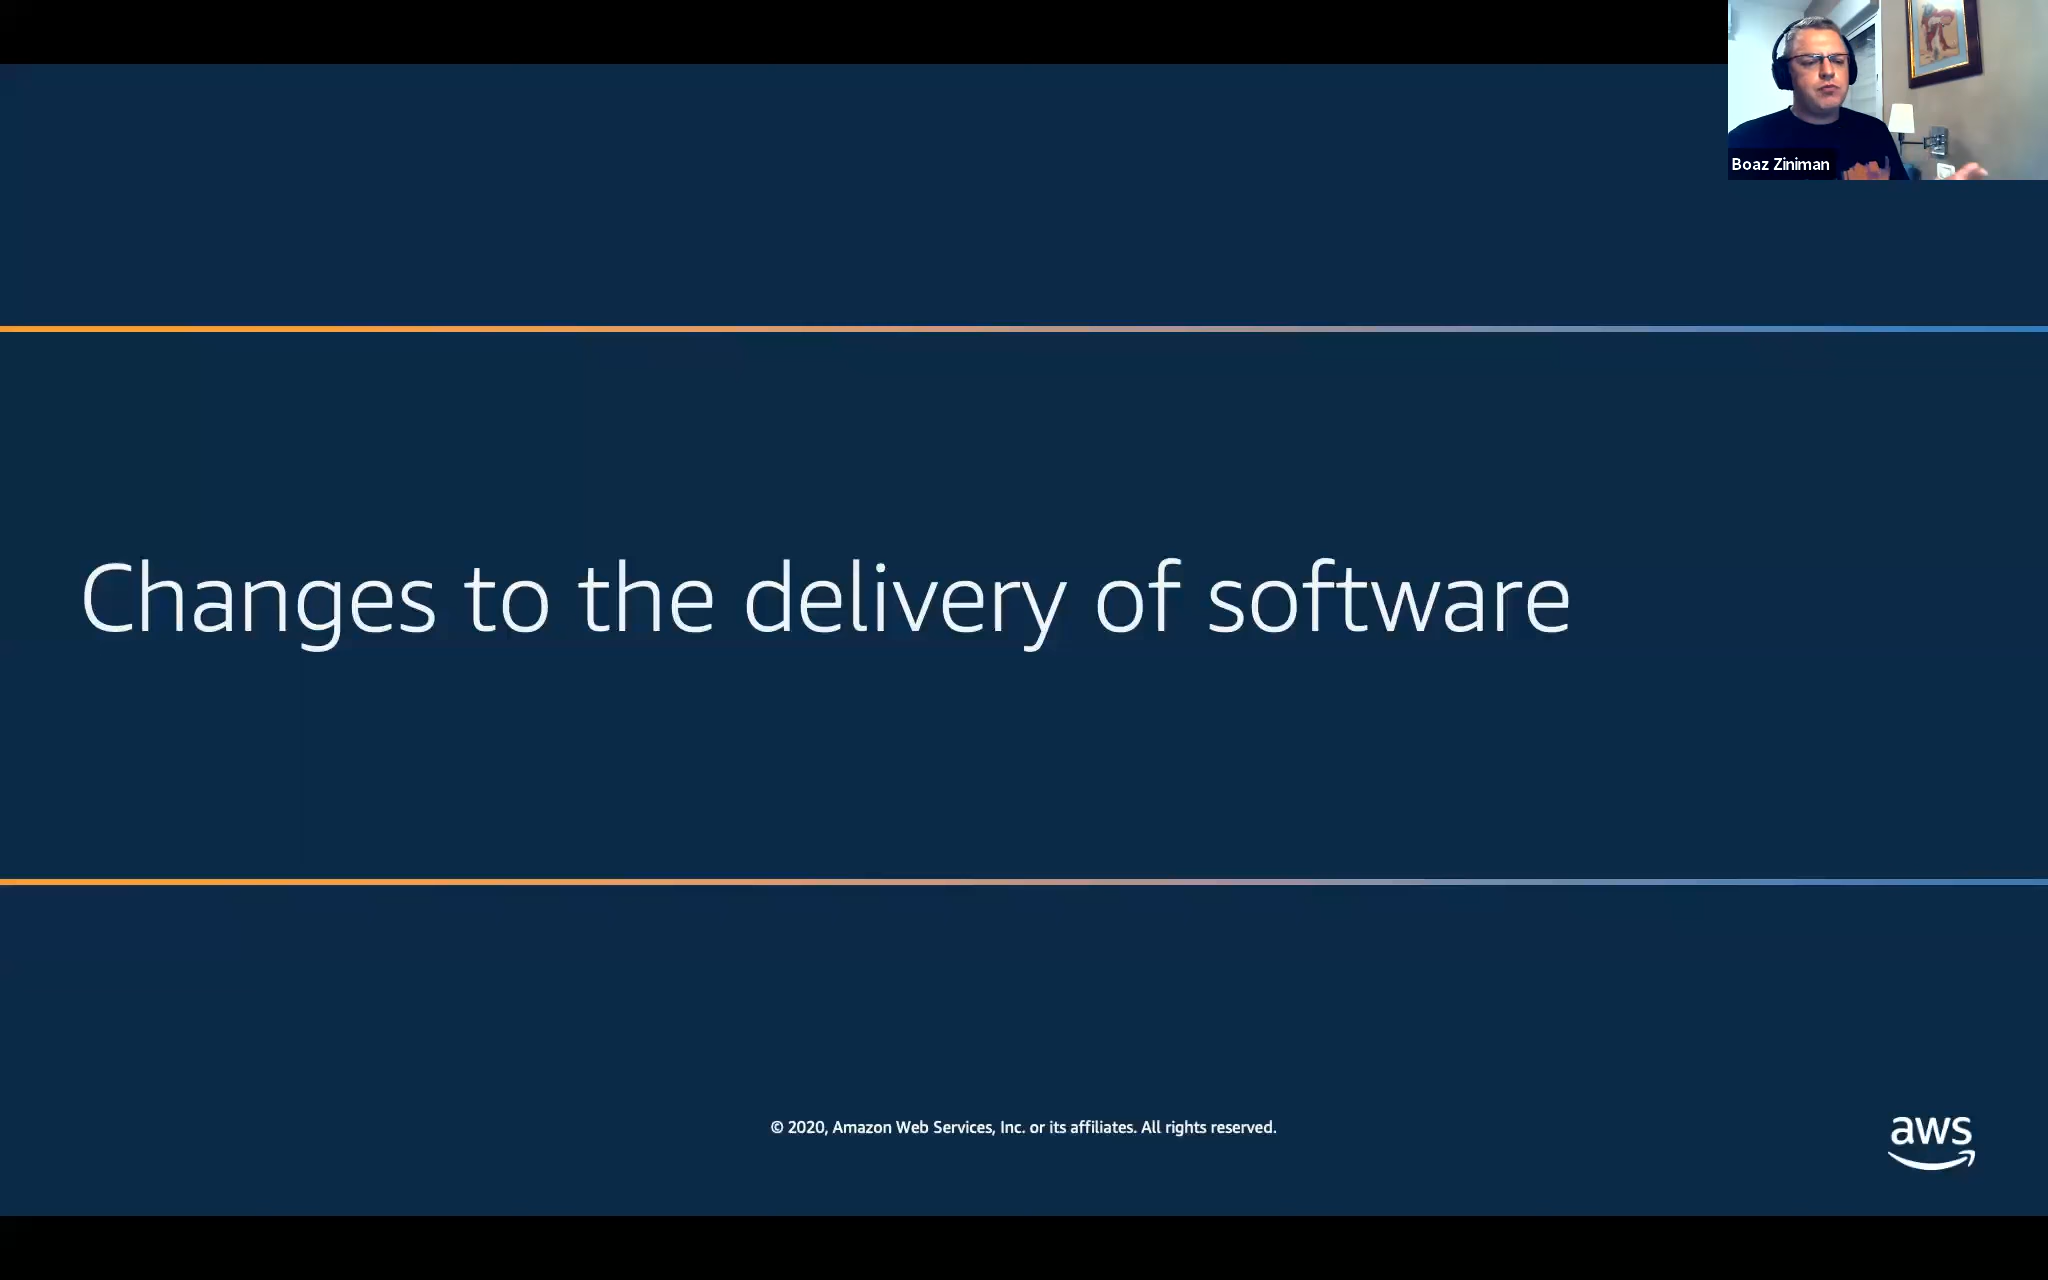 Boaz Ziniman
Changes to the delivery of software
© 2020, Amazon Web Services, Inc. or its affiliates. All rights reserved.
aws